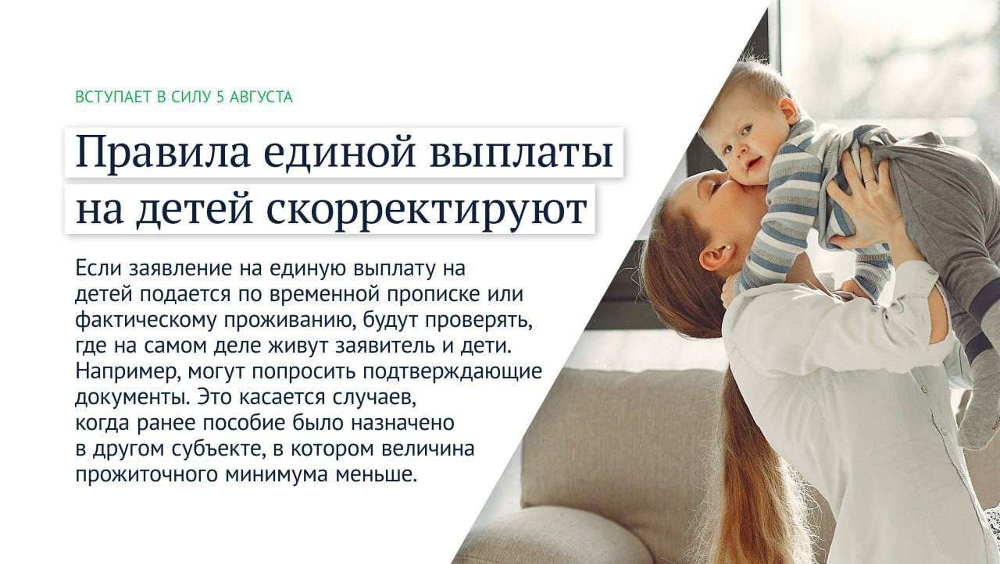 ВСТУПАЕТ В СИЛУ 5 АВГУСТА
Правила единой выплаты
на детей скорректируют
Если заявление на единую выплату на
детей подается по временной прописке или
фактическому проживанию, будут проверять,
где на самом деле живут заявитель и дети.
Например, могут попросить подтверждающие
документы. Это касается случаев,
когда ранее пособие было назначено
в другом субъекте, в котором величина
прожиточного минимума меньше.